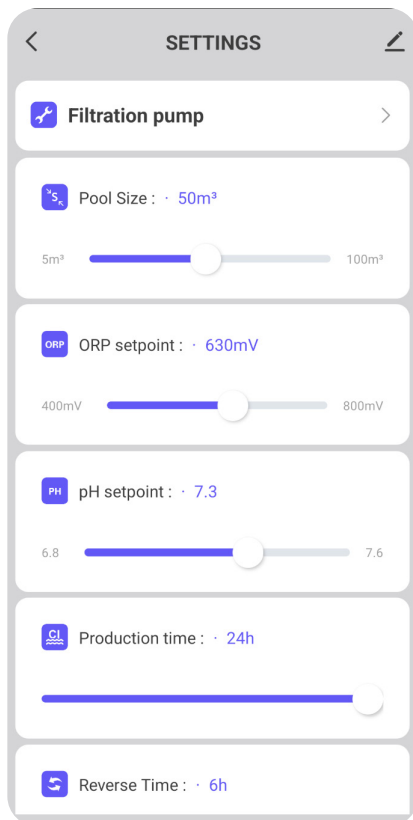 SETTINGS
Filtration pump
S
Pool Size : · 50m³
5m³ 100m³
ORP
ORP setpoint : · 630mV
400mV 800mV
PH
pH setpoint : · 7.3
6.8 7.6
CL
Production time : · 24h
Reverse Time : · 6h